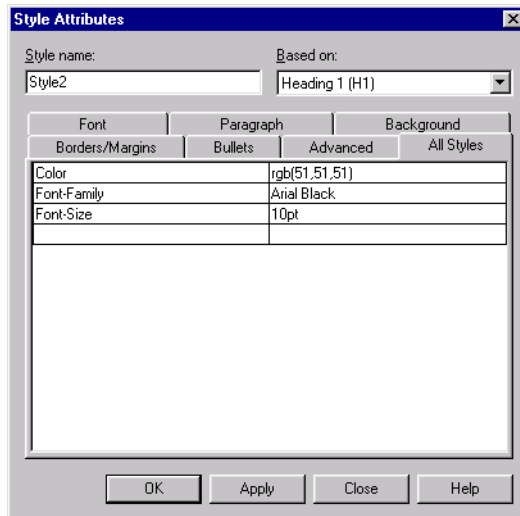 Style Attributes
Style name: Based on:
Style2 Heading 1 (H1)
Font Paragraph Background
Borders/Margins Bullets Advanced All Styles
Color rgb(51,51,51)
Font-Family Arial Black
Font-Size 10pt
OK Apply Close Help